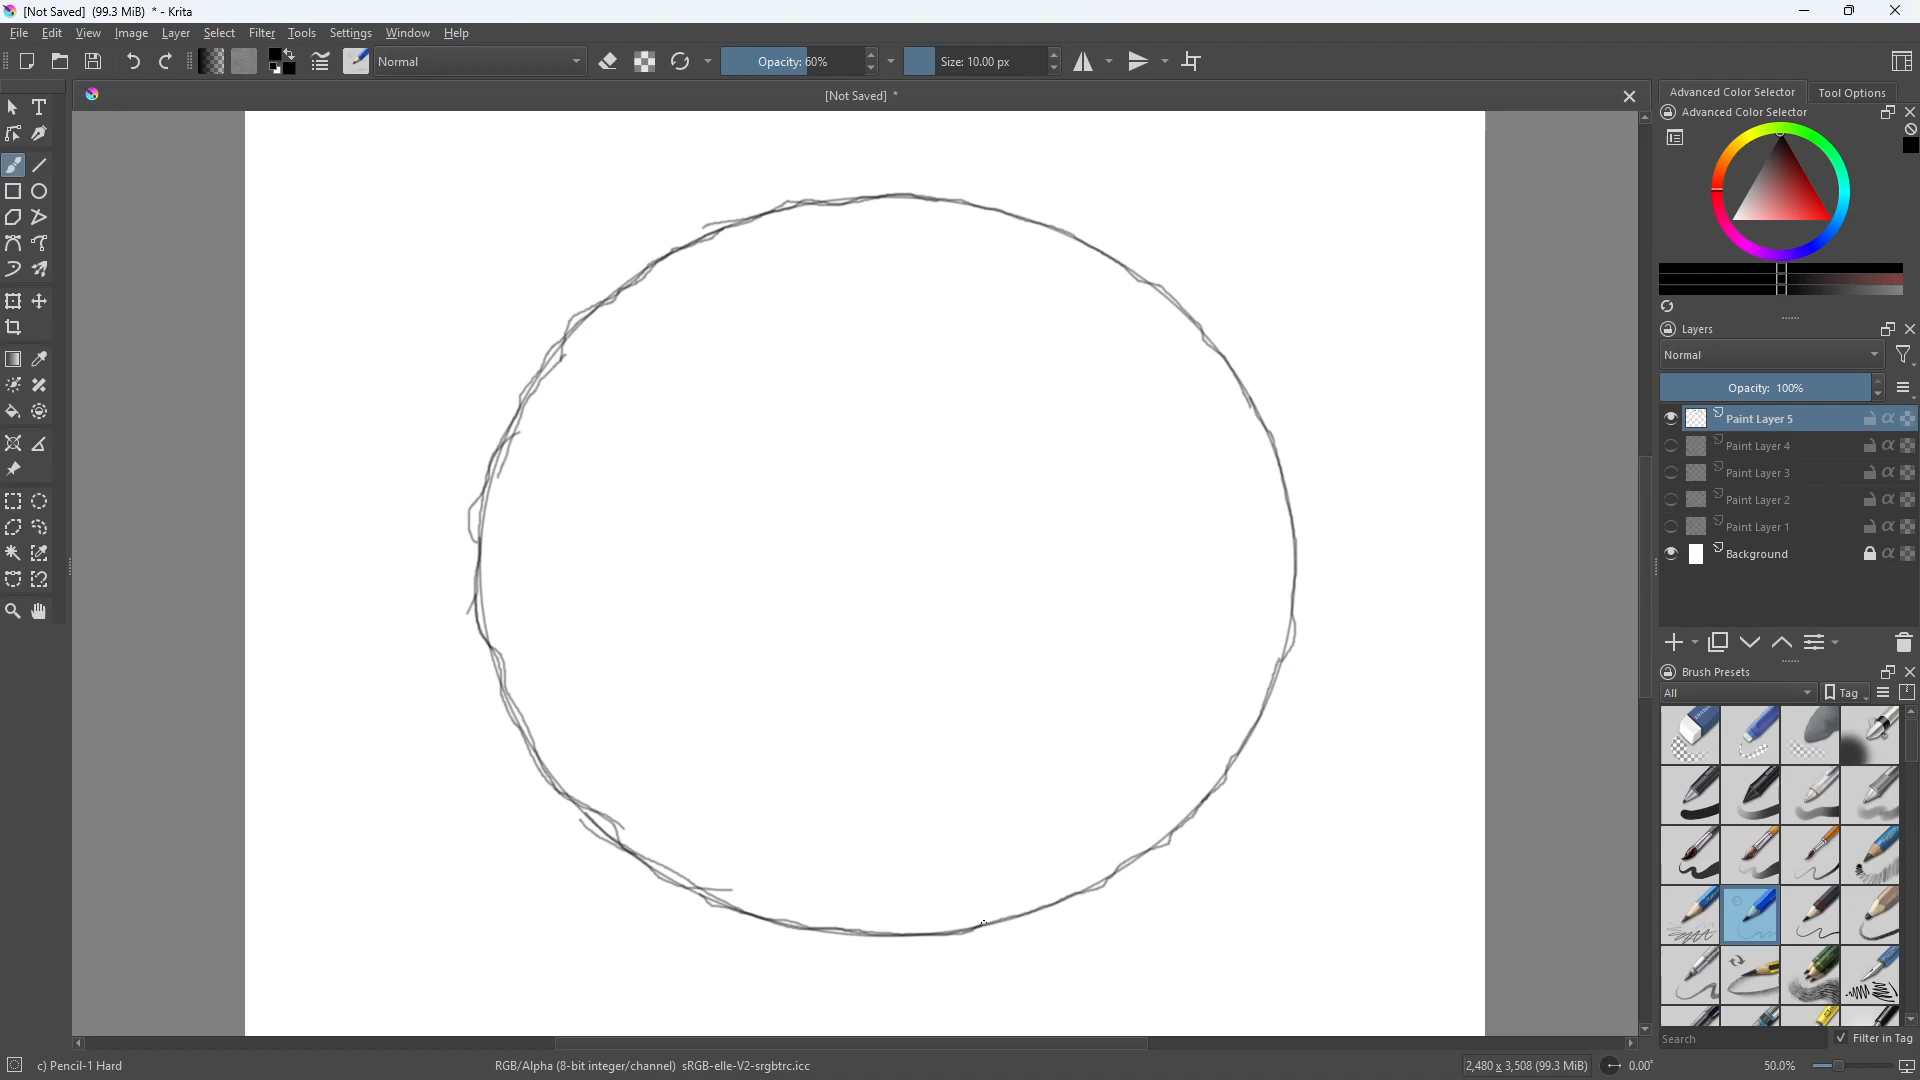 [Not Saved] (99.3 MiB) * - Krita
File Edit View Image Layer Select Filter Tools Settings Window Help
Normal
Opacity: 60%
Size: 10.00 px
[Not Saved] *
Advanced Color Selector
Tool Options
Advanced Color Selector
Layers
Normal
Opacity: 100%
Paint Layer 5
Paint Layer 4
Paint Layer 3
Paint Layer 2
Paint Layer 1
Background
Brush Presets
All
Tag
Search
Filter in Tag
c) Pencil-1 Hard
RGB/Alpha (8-bit integer/channel) sRGB-elle-V2-srgbtrc.icc
2,480 x 3,508 (99.3 MiB)
0.00°
50.0%